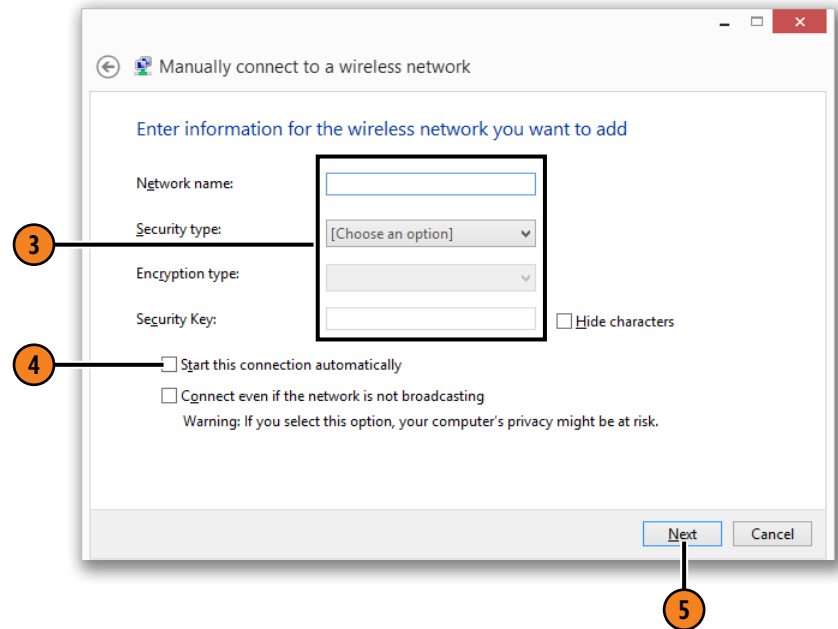 Manually connect to a wireless network
Enter information for the wireless network you want to add
Network name:
3
Security type:
[Choose an option]
Encryption type:
Security Key:
Hide characters
4
Start this connection automatically
Connect even if the network is not broadcasting
Warning: If you select this option, your computer's privacy might be at risk.
Next
Cancel
5